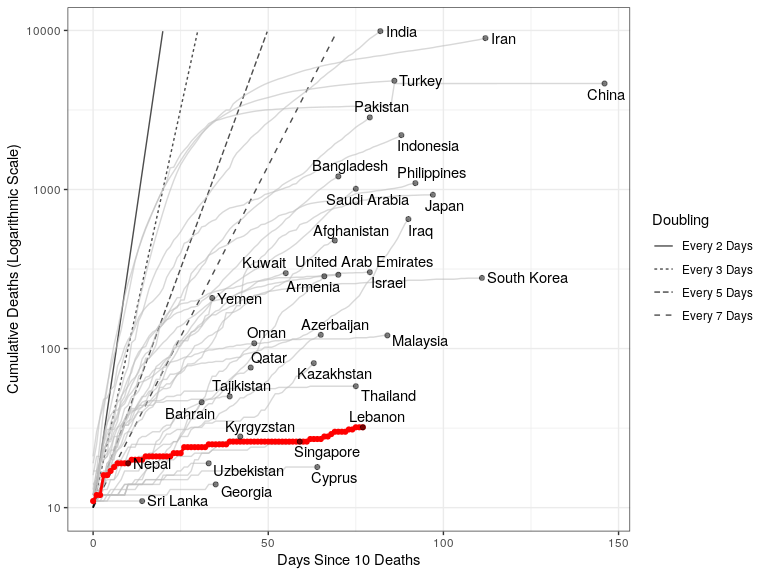 10000
1000
100
10
Cumulative Deaths (Logarithmic Scale)
India
Iran
Turkey
China
Pakistan
Indonesia
Bangladesh
Philippines
Saudi Arabia
Japan
Afghanistan
Iraq
Kuwait
United Arab Emirates
Armenia
Israel
South Korea
Yemen
Oman
Azerbaijan
Malaysia
Qatar
Kazakhstan
Tajikistan
Thailand
Bahrain
Lebanon
Kyrgyzstan
Singapore
Nepal
Uzbekistan
Cyprus
Georgia
Sri Lanka
0
50
100
150
Days Since 10 Deaths
Doubling
Every 2 Days
Every 3 Days
Every 5 Days
Every 7 Days